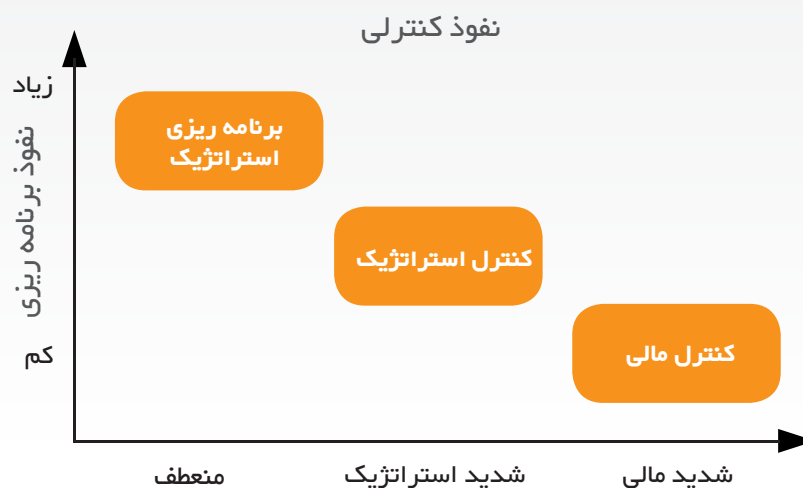 نفوذ کنترلی
زیاد
نفوذ برنامه ریزی
کم
برنامه ریزی
استراتژیک
کنترل استراتژیک
کنترل مالی
منعطف
شدید استراتژیک
شدید مالی